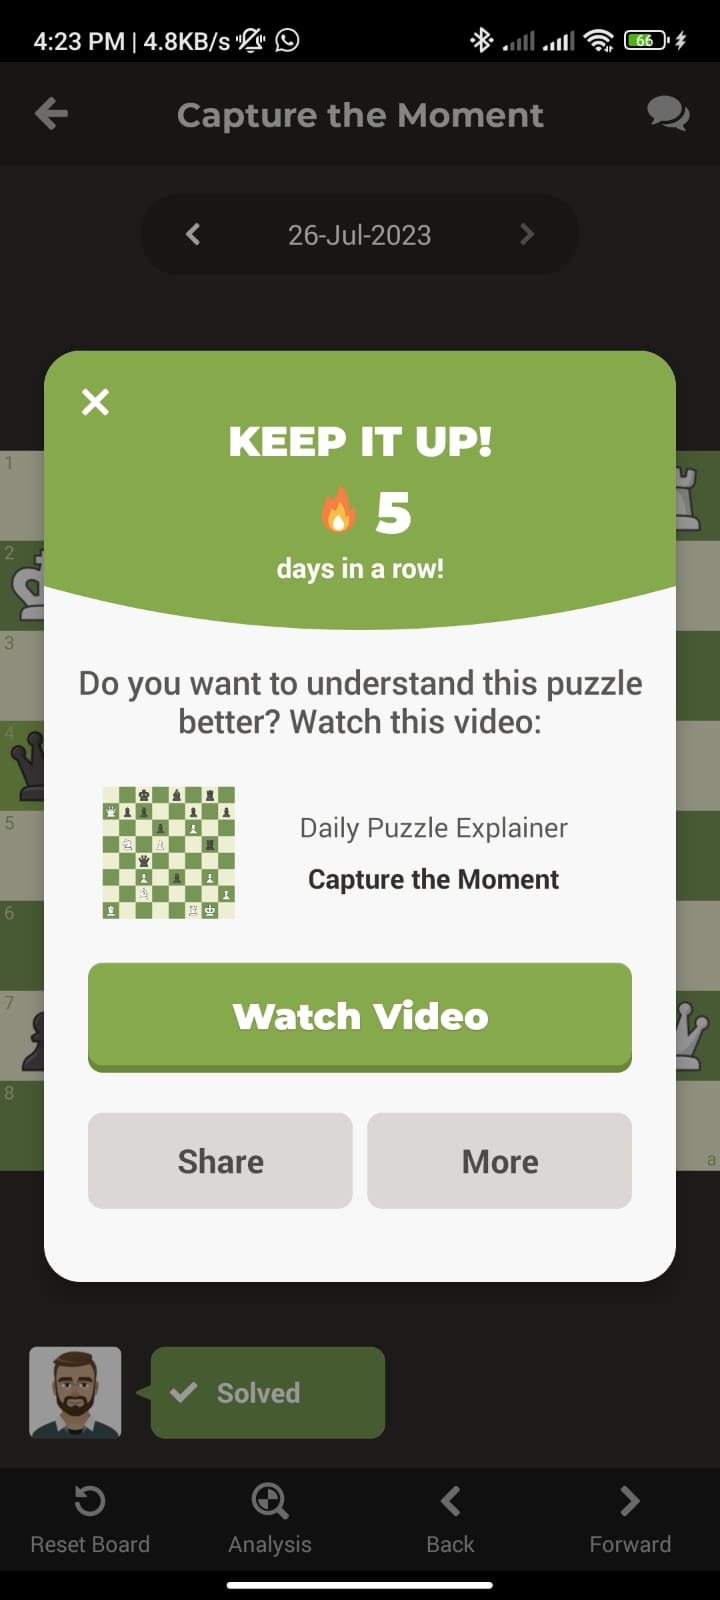 4:23 PM | 4.8KB/s
66
Capture the Moment
26-Jul-2023
KEEP IT UP!
5
days in a row!
1
2
3
4
5
6
7
8
a
Do you want to understand this puzzle
better? Watch this video:
Daily Puzzle Explainer
Capture the Moment
Watch Video
Share
More
Solved
Reset Board
Analysis
Back
Forward